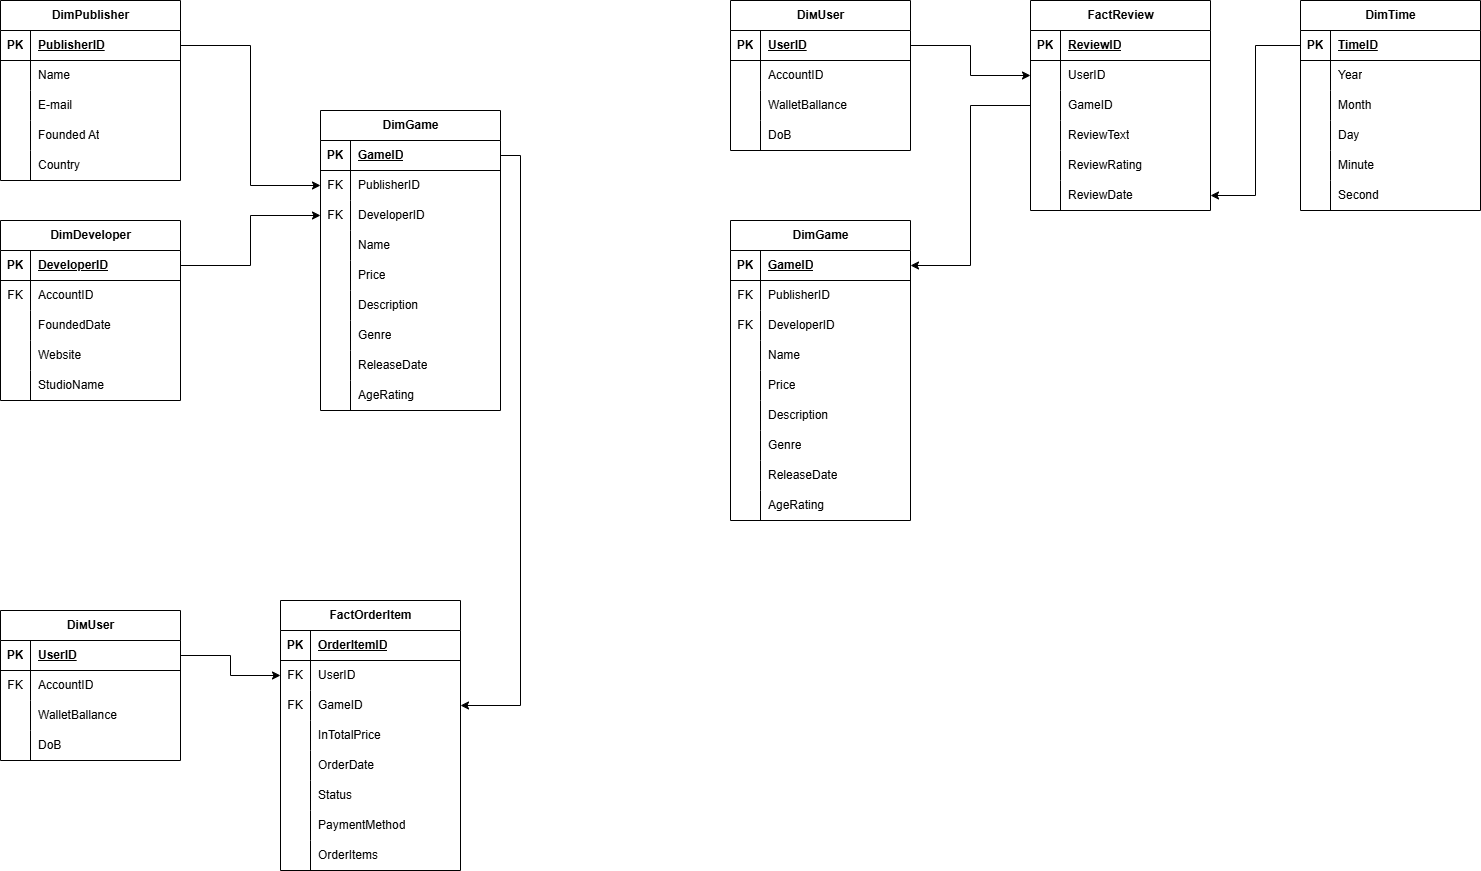 DimPublisher
PK PublisherID
Name
E-mail
Founded At
Country
DimDeveloper
PK DeveloperID
FK AccountID
FoundedDate
Website
StudioName
DimGame
PK GameID
FK PublisherID
FK DeveloperID
Name
Price
Description
Genre
ReleaseDate
AgeRating
DiмUser
PK UserID
FK AccountID
WalletBallance
DoB
FactOrderItem
PK OrderItemID
FK UserID
FK GameID
InTotalPrice
OrderDate
Status
PaymentMethod
OrderItems
DiмUser
PK UserID
AccountID
WalletBallance
DoB
DimGame
PK GameID
FK PublisherID
FK DeveloperID
Name
Price
Description
Genre
ReleaseDate
AgeRating
FactReview
PK ReviewID
UserID
GameID
ReviewText
ReviewRating
ReviewDate
DimTime
PK TimeID
Year
Month
Day
Minute
Second